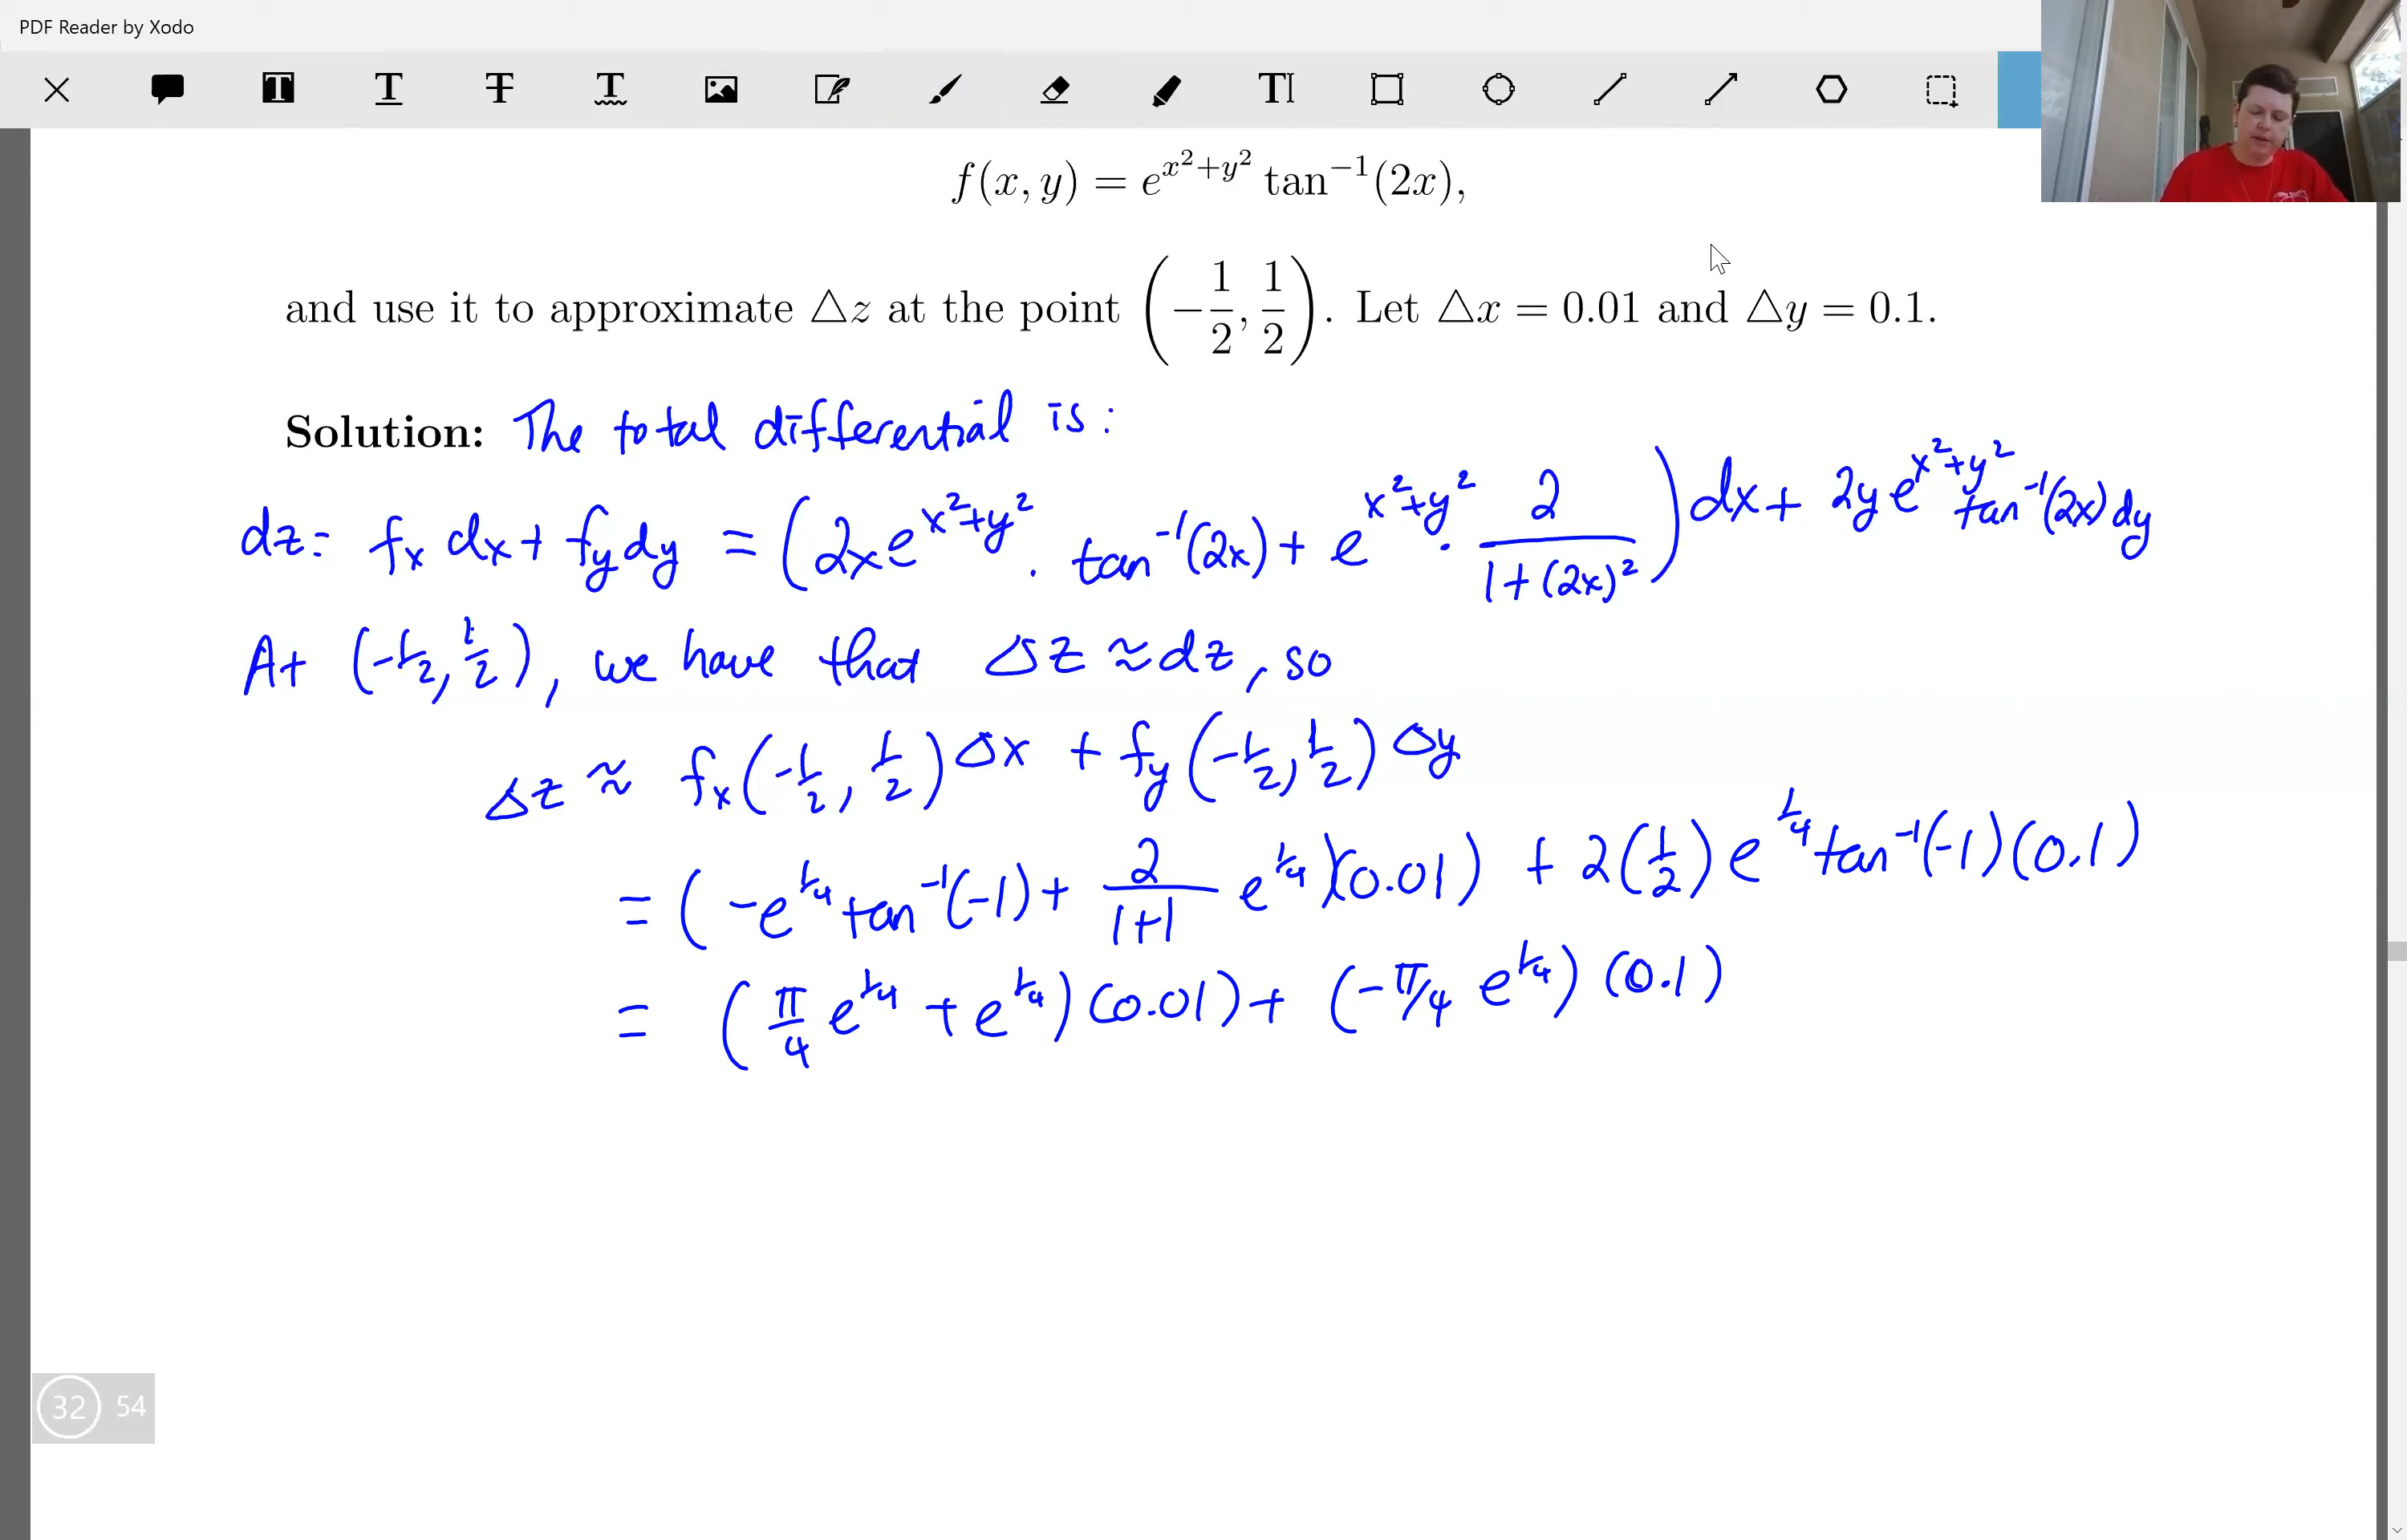 PDF Reader by Xodo
f(x, y) = e^{x^2+y^2} tan^{-1}(2x),
and use it to approximate △z at the point (-1/2, 1/2). Let △x = 0.01 and △y = 0.1.
Solution: The total differential is:
dz = f_x dx + f_y dy = (2x e^{x^2+y^2} · tan^{-1}(2x) + e^{x^2+y^2} · 2/(1+(2x)^2)) dx + 2y e^{x^2+y^2} tan^{-1}(2x) dy
At (-1/2, 1/2), we have that Δz ≈ dz, so
Δz ≈ f_x(-1/2, 1/2) Δx + f_y(-1/2, 1/2) Δy
= (-e^{1/4} tan^{-1}(-1) + 2/(1+1) e^{1/4})(0.01) + 2(1/2) e^{1/4} tan^{-1}(-1)(0.1)
= (π/4 e^{1/4} + e^{1/4})(0.01) + (-π/4 e^{1/4})(0.1)
32 54